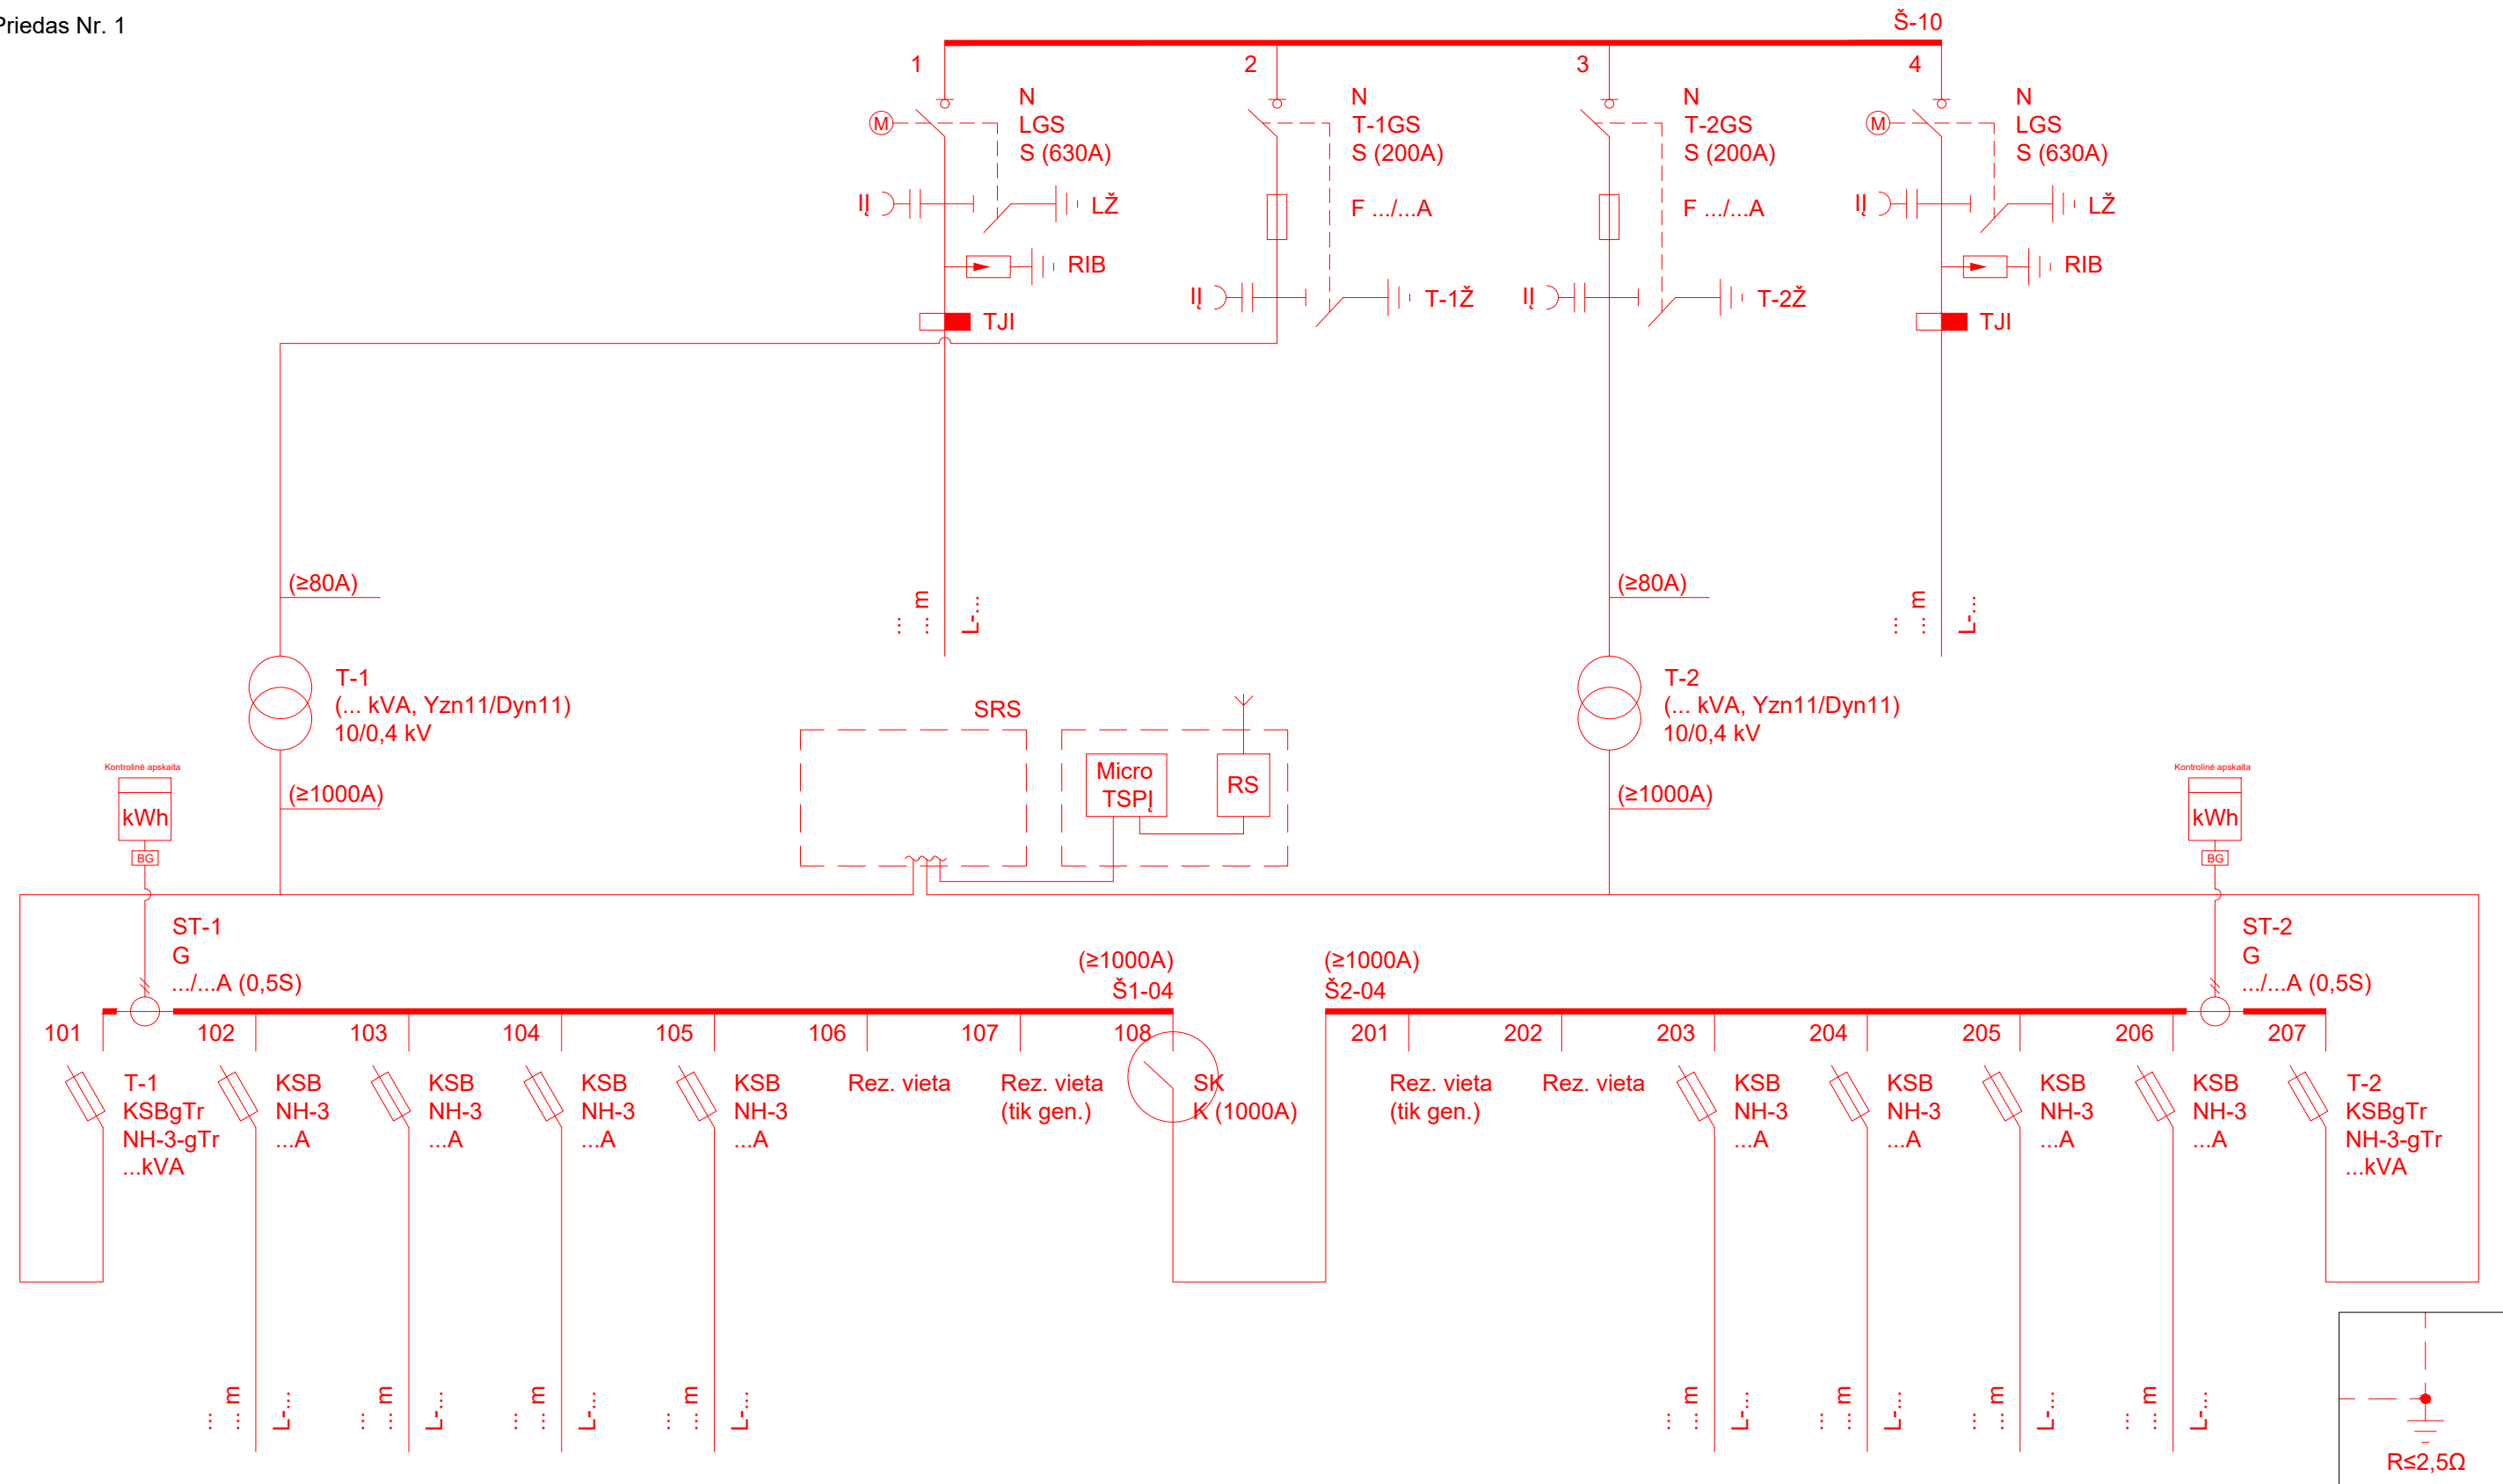 Priedas Nr. 1
Š-10
1
2
3
4
N
LGS
S (630A)
N
T-1GS
S (200A)
N
T-2GS
S (200A)
N
LGS
S (630A)
M
M
IĮ
LŽ
F .../...A
F .../...A
IĮ
LŽ
RIB
RIB
IĮ
T-1Ž
IĮ
T-2Ž
TJI
TJI
(≥80A)
(≥80A)
...
... m
L-...
...
... m
L-...
T-1
(... kVA, Yzn11/Dyn11)
10/0,4 kV
T-2
(... kVA, Yzn11/Dyn11)
10/0,4 kV
SRS
Micro
TSPĮ
RS
Kontrolinė apskaita
kWh
BG
(≥1000A)
(≥1000A)
Kontrolinė apskaita
kWh
BG
ST-1
G
.../...A (0,5S)
(≥1000A)
Š1-04
(≥1000A)
Š2-04
ST-2
G
.../...A (0,5S)
101
102
103
104
105
106
107
108
201
202
203
204
205
206
207
T-1
KSBgTr
NH-3-gTr
...kVA
KSB
NH-3
...A
KSB
NH-3
...A
KSB
NH-3
...A
KSB
NH-3
...A
Rez. vieta
Rez. vieta
(tik gen.)
SK
K (1000A)
Rez. vieta
(tik gen.)
Rez. vieta
KSB
NH-3
...A
KSB
NH-3
...A
KSB
NH-3
...A
KSB
NH-3
...A
T-2
KSBgTr
NH-3-gTr
...kVA
...
... m
L-...
...
... m
L-...
...
... m
L-...
...
... m
L-...
...
... m
L-...
...
... m
L-...
...
... m
L-...
...
... m
L-...
R≤2,5Ω